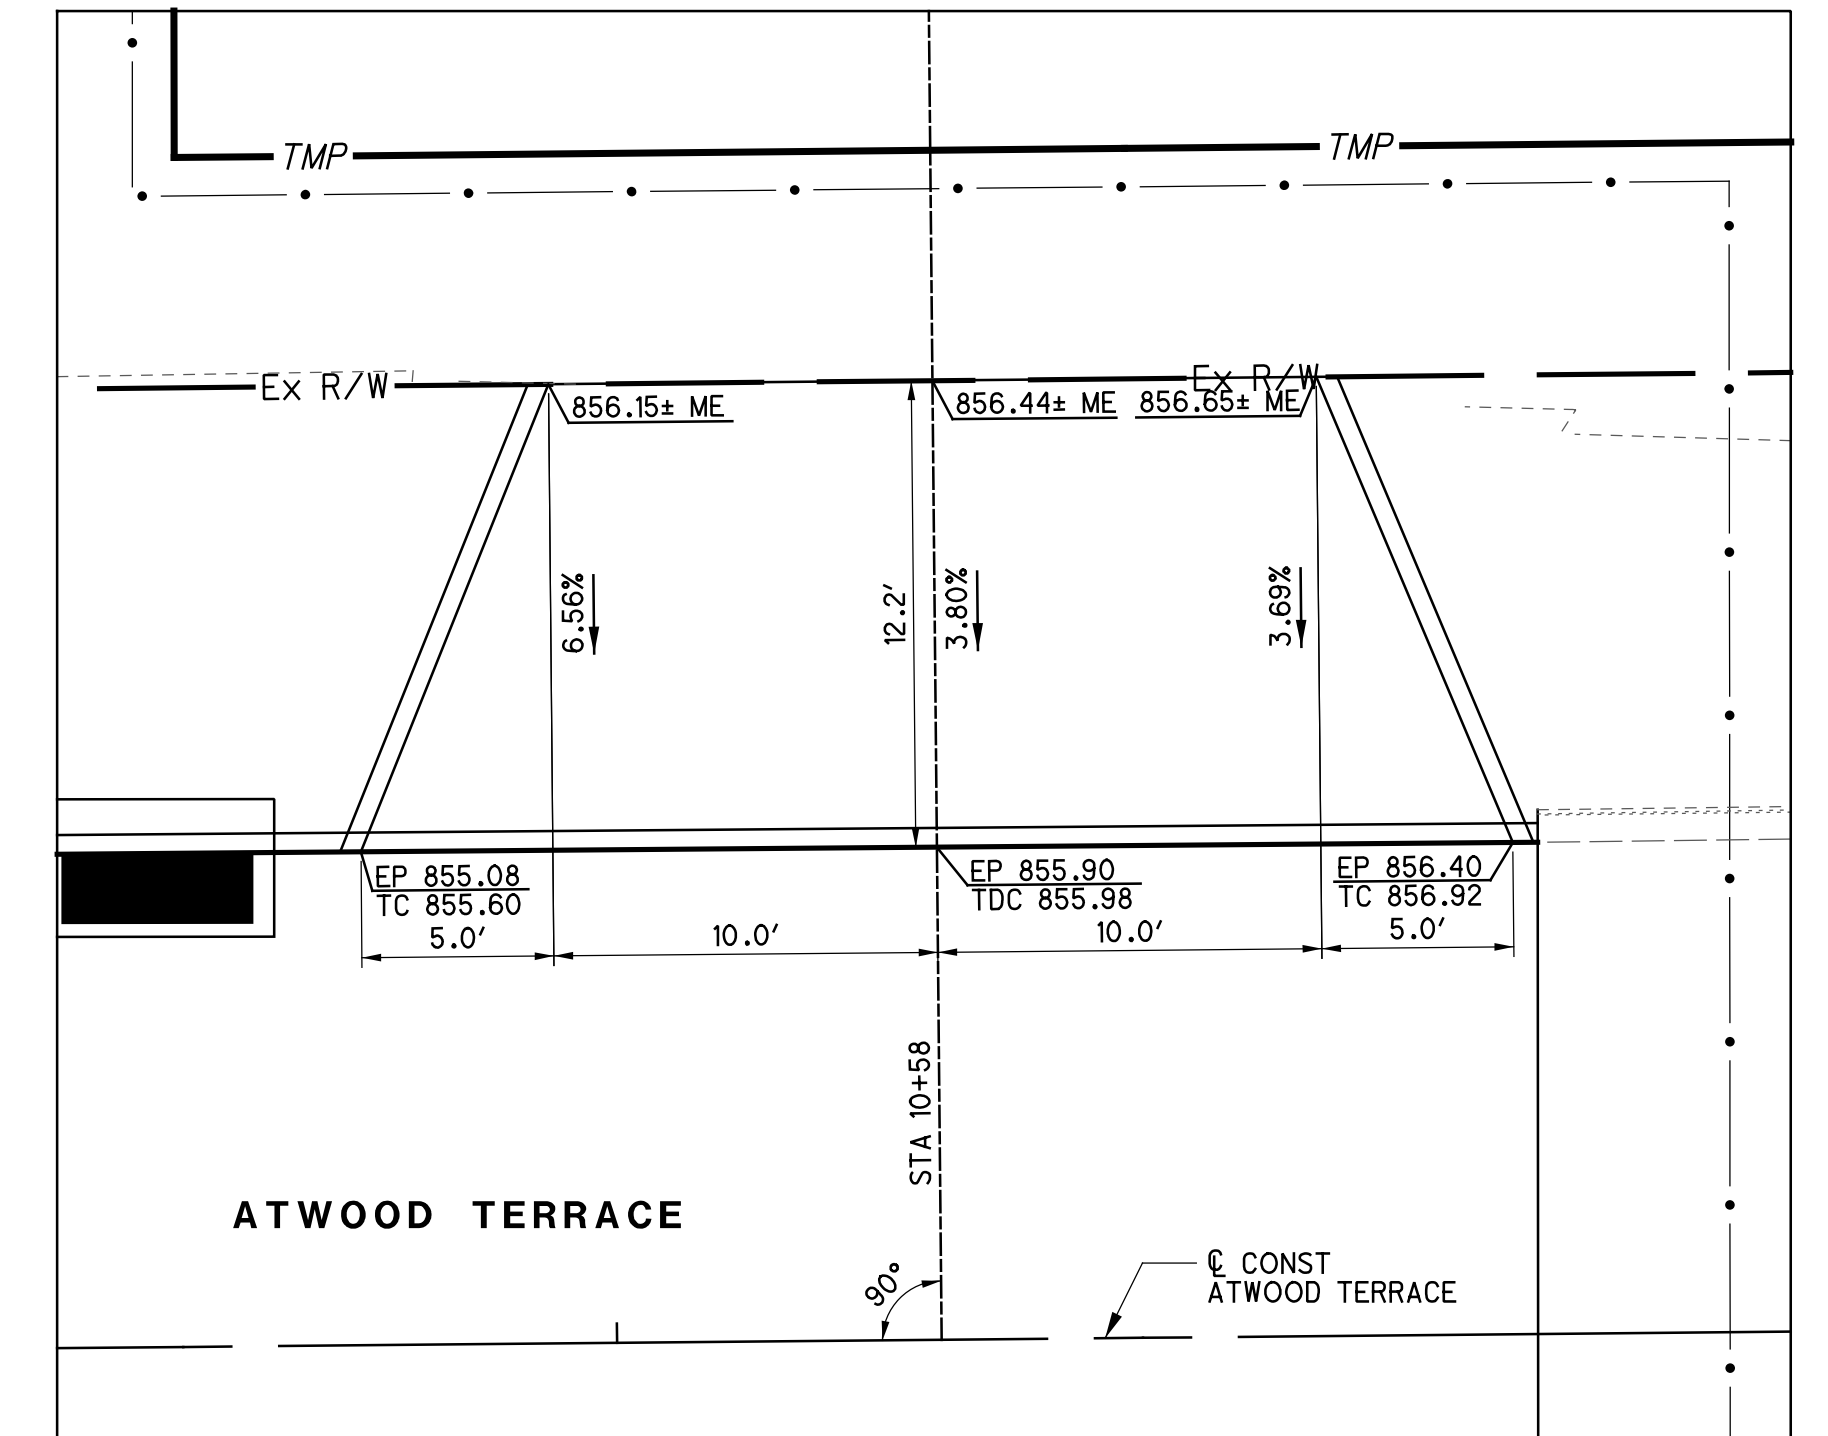 TMP
TMP
Ex R/W
Ex R/W
856.15± ME
856.44± ME
856.65± ME
6.56%
12.2'
3.80%
3.69%
EP 855.08
TC 855.60
EP 855.90
TDC 855.98
EP 856.40
TC 856.92
5.0'
10.0'
10.0'
5.0'
STA 10+58
ATWOOD TERRACE
90°
℄ CONST
ATWOOD TERRACE